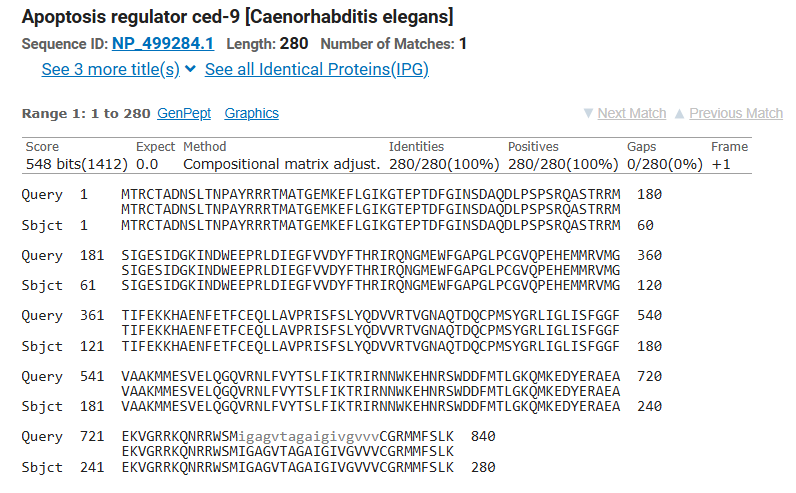 Apoptosis regulator ced-9 [Caenorhabditis elegans]
Sequence ID: NP_499284.1 Length: 280 Number of Matches: 1
See 3 more title(s) See all Identical Proteins(IPG)
Range 1: 1 to 280 GenPept Graphics Next Match Previous Match
Score Expect Method Identities Positives Gaps Frame
548 bits(1412) 0.0 Compositional matrix adjust. 280/280(100%) 280/280(100%) 0/280(0%) +1
Query 1 MTRCTADNSLTNPAYRRRTMATGEMKEFLGIKGTEPTDFGINSDAQDLPSPSRQASTRRM 180
MTRCTADNSLTNPAYRRRTMATGEMKEFLGIKGTEPTDFGINSDAQDLPSPSRQASTRRM
Sbjct 1 MTRCTADNSLTNPAYRRRTMATGEMKEFLGIKGTEPTDFGINSDAQDLPSPSRQASTRRM 60
Query 181 SIGESIDGKINDWEEPRLDIEGFVVDYFTHRIRQNGMEWFGAPGLPCGVQPEHEMMRVMG 360
SIGESIDGKINDWEEPRLDIEGFVVDYFTHRIRQNGMEWFGAPGLPCGVQPEHEMMRVMG
Sbjct 61 SIGESIDGKINDWEEPRLDIEGFVVDYFTHRIRQNGMEWFGAPGLPCGVQPEHEMMRVMG 120
Query 361 TIFEKKHAENFETFCEQLLAVPRISFSLYQDVVRTVGNAQTDQCPMSYGRLIGLISFGGF 540
TIFEKKHAENFETFCEQLLAVPRISFSLYQDVVRTVGNAQTDQCPMSYGRLIGLISFGGF
Sbjct 121 TIFEKKHAENFETFCEQLLAVPRISFSLYQDVVRTVGNAQTDQCPMSYGRLIGLISFGGF 180
Query 541 VAAKMMESVELQGQVRNLFVYTSLFIKTRIRNNWKEHNRSWDDFMTLGKQMKEDYERAEA 720
VAAKMMESVELQGQVRNLFVYTSLFIKTRIRNNWKEHNRSWDDFMTLGKQMKEDYERAEA
Sbjct 181 VAAKMMESVELQGQVRNLFVYTSLFIKTRIRNNWKEHNRSWDDFMTLGKQMKEDYERAEA 240
Query 721 EKVGRRKQNRRWSMigagvtagaigivgvvvCGRMMFSLK 840
EKVGRRKQNRRWSMIGAGVTAGAIGIVGVVVCGRMMFSLK
Sbjct 241 EKVGRRKQNRRWSMIGAGVTAGAIGIVGVVVCGRMMFSLK 280